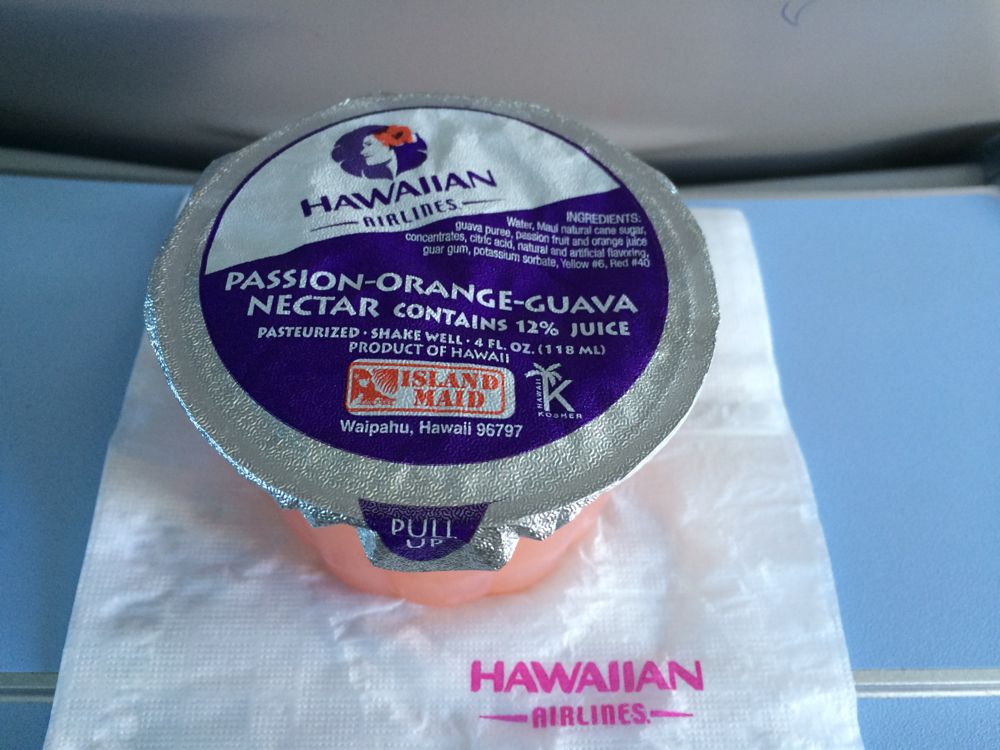 HAWAIIAN
AIRLINES.
INGREDIENTS:
Water, Maui natural cane sugar,
guava puree, passion fruit and orange juice
concentrates, citric acid, natural and artificial flavoring,
guar gum, potassium sorbate, Yellow #6, Red #40
PASSION-ORANGE-GUAVA
NECTAR CONTAINS 12% JUICE
PASTEURIZED · SHAKE WELL · 4 FL. OZ. (118 ML)
PRODUCT OF HAWAII
ISLAND
MAID
HAWAII
K
KOSHER
Waipahu, Hawaii 96797
PULL
UP
HAWAIIAN
AIRLINES.